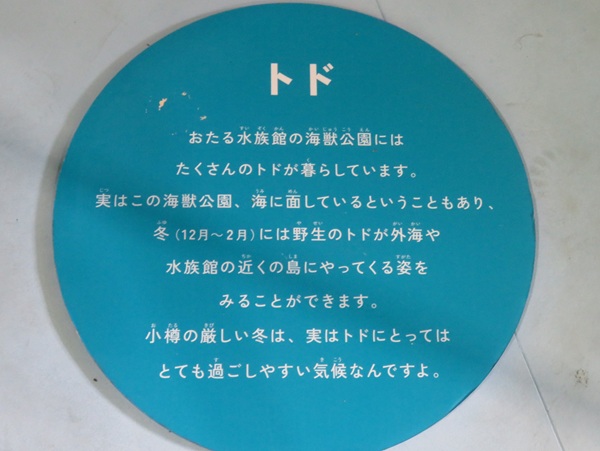 トド
おたる水族館の海獣公園には
たくさんのトドが暮らしています。
実はこの海獣公園、海に面しているということもあり、
冬(12月～2月)には野生のトドが外海や
水族館の近くの島にやってくる姿を
みることができます。
小樽の厳しい冬は、実はトドにとっては
とても過ごしやすい気候なんですよ。